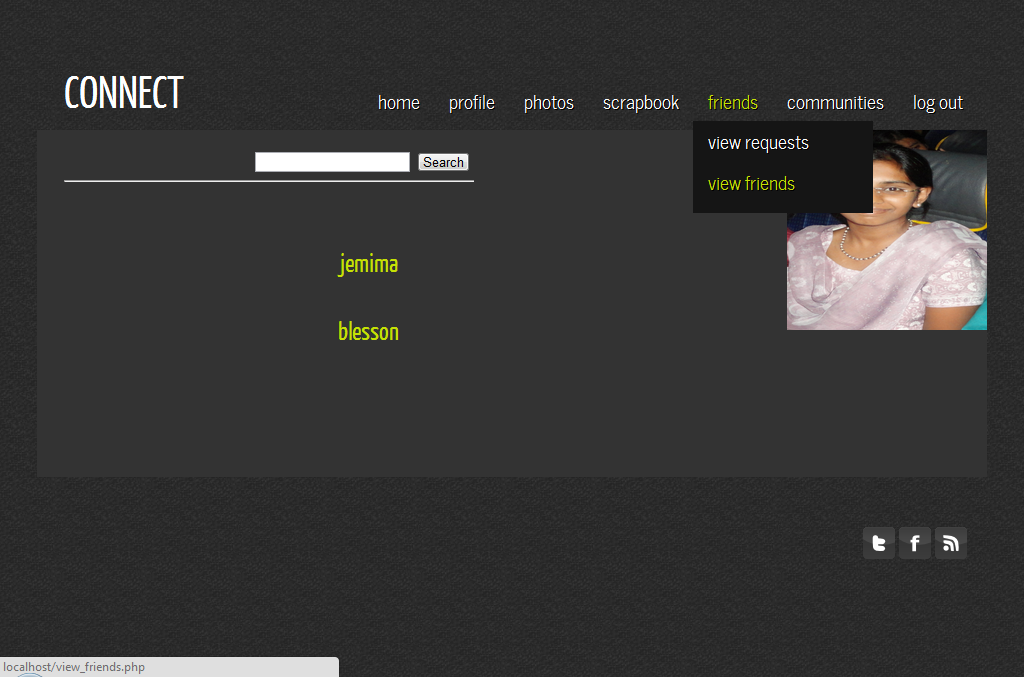 CONNECT
home profile photos scrapbook friends communities log out
view requests
Search
view friends
jemima
blesson
localhost/view_friends.php